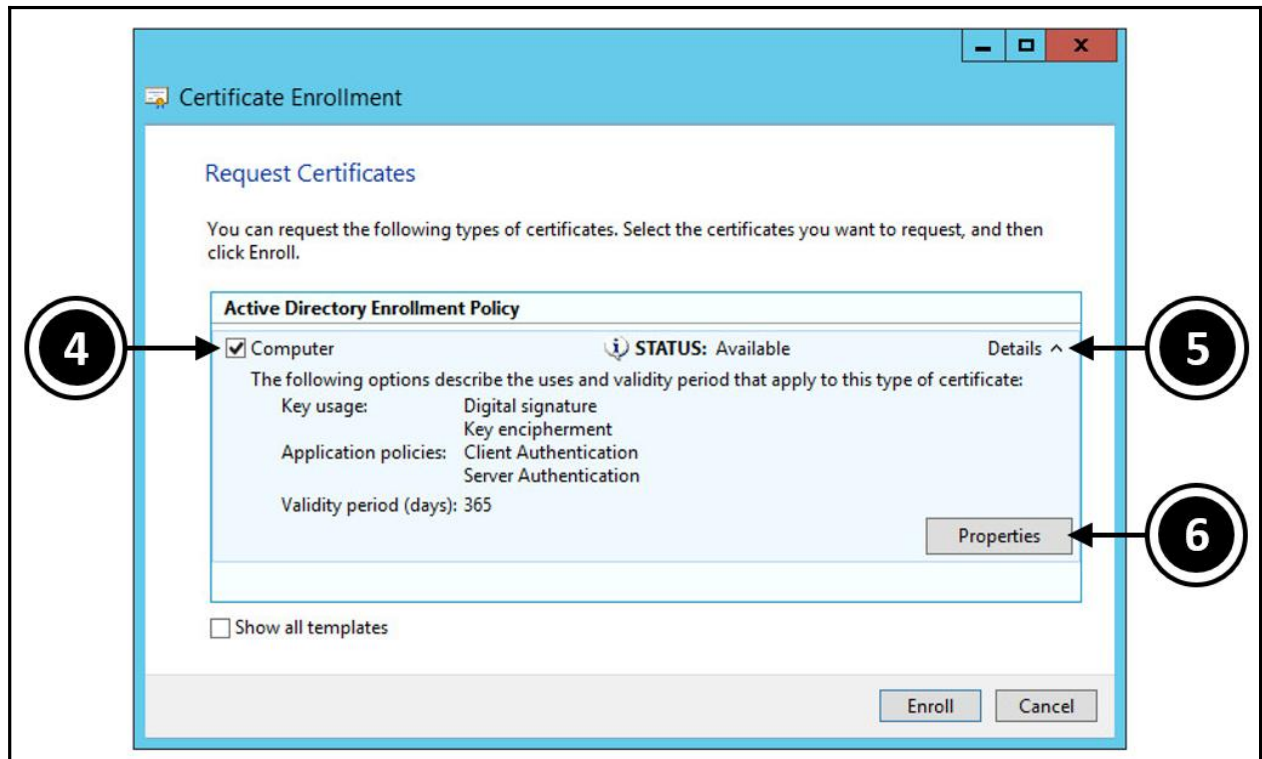 Certificate Enrollment
Request Certificates
You can request the following types of certificates. Select the certificates you want to request, and then
click Enroll.
Active Directory Enrollment Policy
4
Computer
STATUS: Available
Details
5
The following options describe the uses and validity period that apply to this type of certificate:
Key usage: Digital signature
Key encipherment
Application policies: Client Authentication
Server Authentication
Validity period (days): 365
Properties
6
Show all templates
Enroll
Cancel